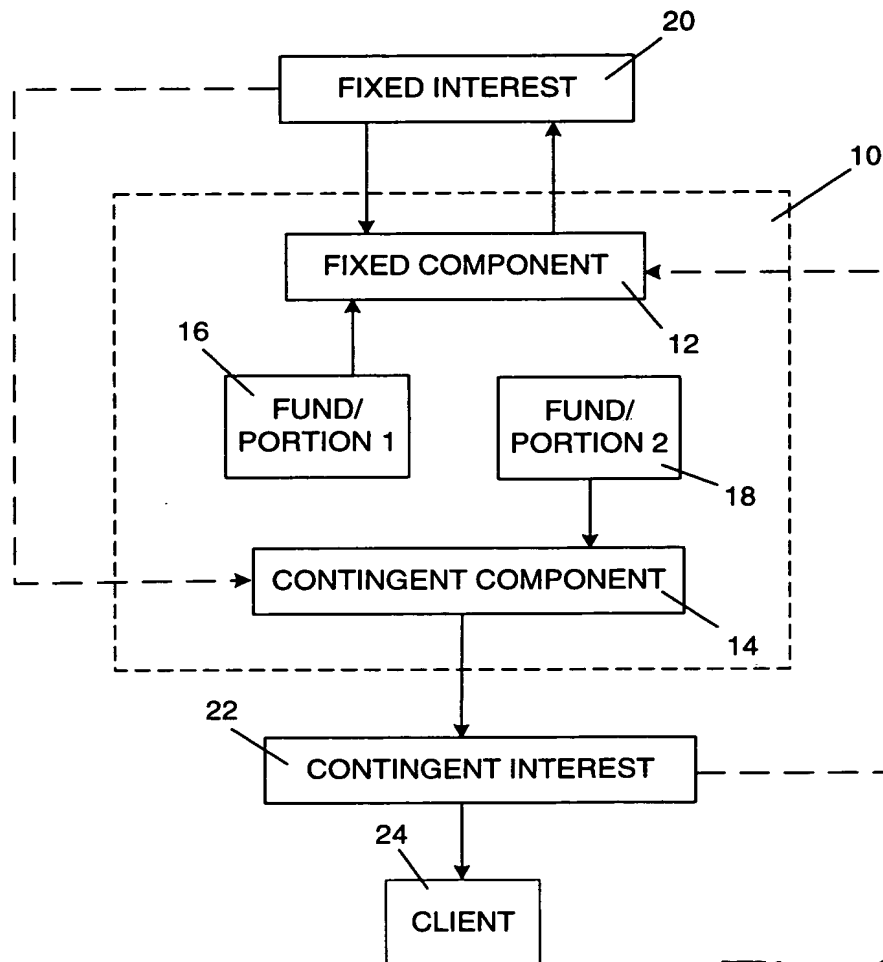 20
FIXED INTEREST
10
FIXED COMPONENT
12
16
FUND/
PORTION 1
FUND/
PORTION 2
18
CONTINGENT COMPONENT
14
22
CONTINGENT INTEREST
24
CLIENT